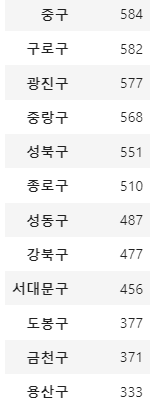 중구 584
구로구 582
광진구 577
중랑구 568
성북구 551
종로구 510
성동구 487
강북구 477
서대문구 456
도봉구 377
금천구 371
용산구 333